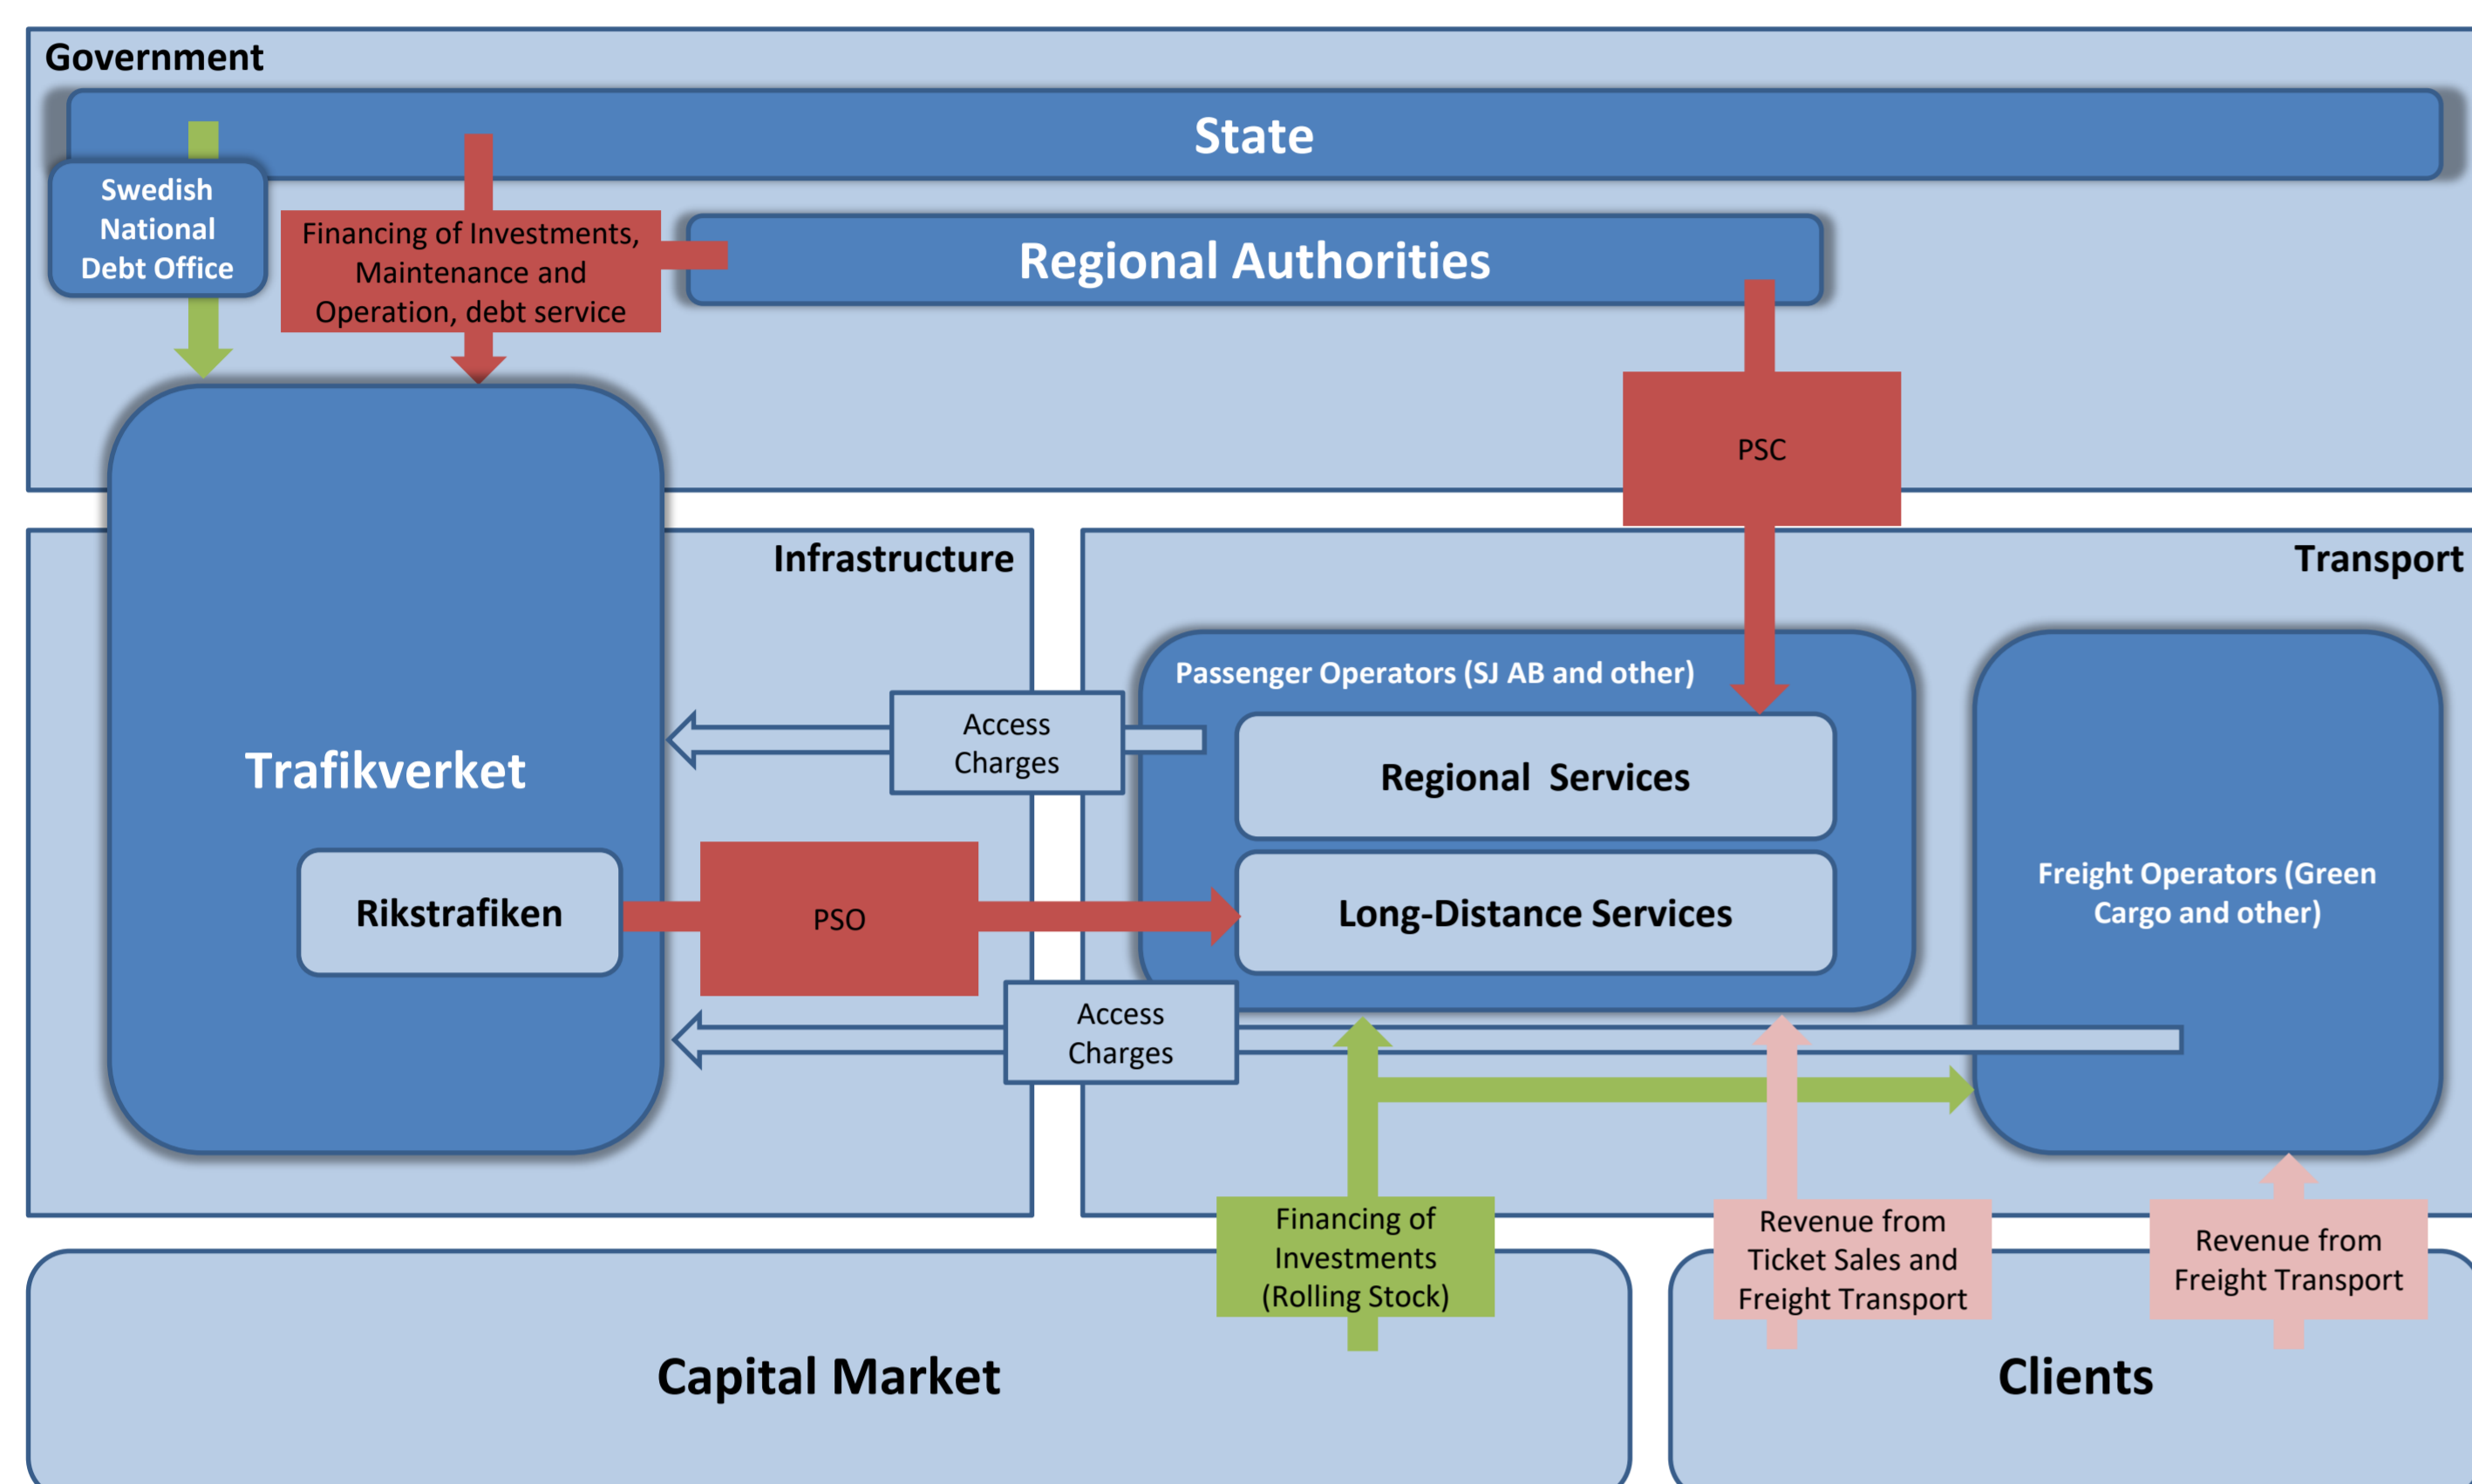 Government
State
Swedish
National
Debt Office
Financing of Investments,
Maintenance and
Operation, debt service
Regional Authorities
PSC
Infrastructure
Transport
Passenger Operators (SJ AB and other)
Access
Charges
Regional  Services
Trafikverket
Freight Operators (Green
Cargo and other)
Rikstrafiken
PSO
Long-Distance Services
Access
Charges
Financing of
Investments
(Rolling Stock)
Revenue from
Ticket Sales and
Freight Transport
Revenue from
Freight Transport
Capital Market
Clients